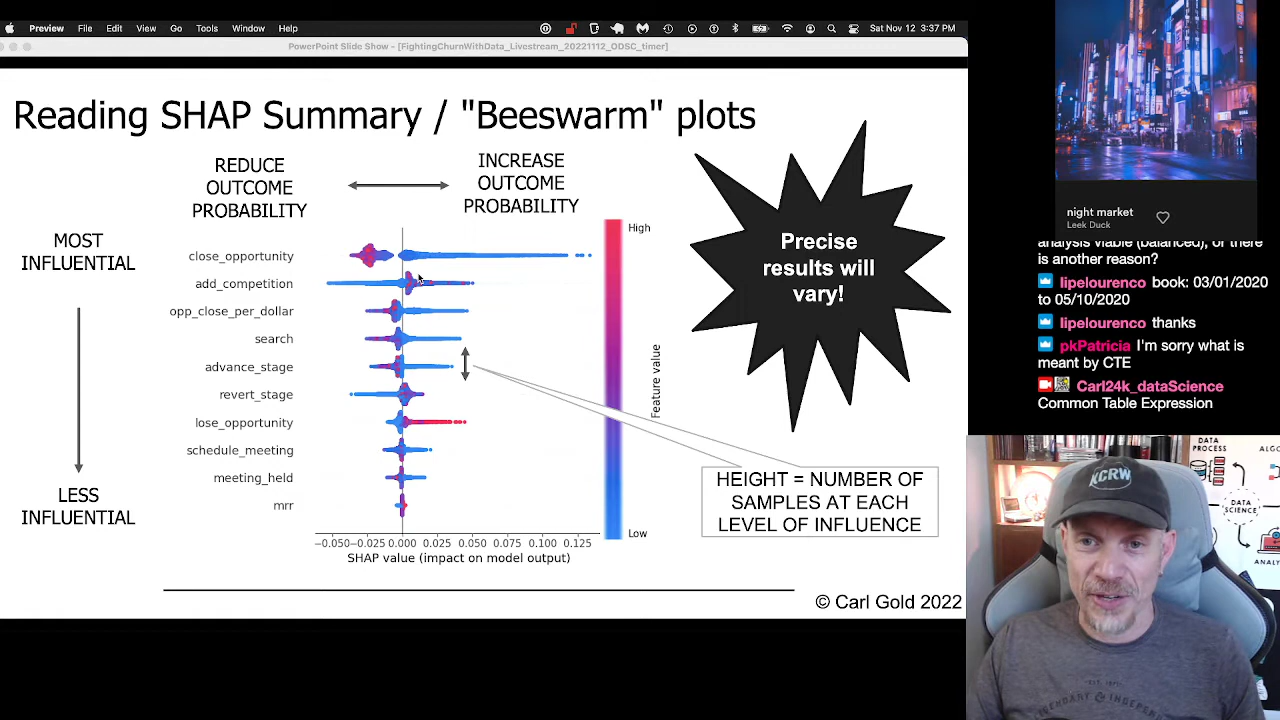 Preview File Edit View Go Tools Window Help Sat Nov 12 3:37 PM
PowerPoint Slide Show - [FightingChurnWithData_Livestream_20221112_ODSC_timer]
Reading SHAP Summary / "Beeswarm" plots
REDUCE
OUTCOME
PROBABILITY
INCREASE
OUTCOME
PROBABILITY
MOST
INFLUENTIAL
LESS
INFLUENTIAL
close_opportunity
add_competition
opp_close_per_dollar
search
advance_stage
revert_stage
lose_opportunity
schedule_meeting
meeting_held
mrr
−0.050 −0.025 0.000 0.025 0.050 0.075 0.100 0.125
SHAP value (impact on model output)
High
Feature value
Low
Precise
results will
vary!
HEIGHT = NUMBER OF
SAMPLES AT EACH
LEVEL OF INFLUENCE
© Carl Gold 2022
night market
Leek Duck
analysis viable (balanced), or there
is another reason?
lipelourenco book: 03/01/2020
to 05/10/2020
lipelourenco thanks
pkPatricia I'm sorry what is
meant by CTE
Carl24k_dataScience
Common Table Expression
KCRW
DATA
PROCESS
DATA
SCIENCE